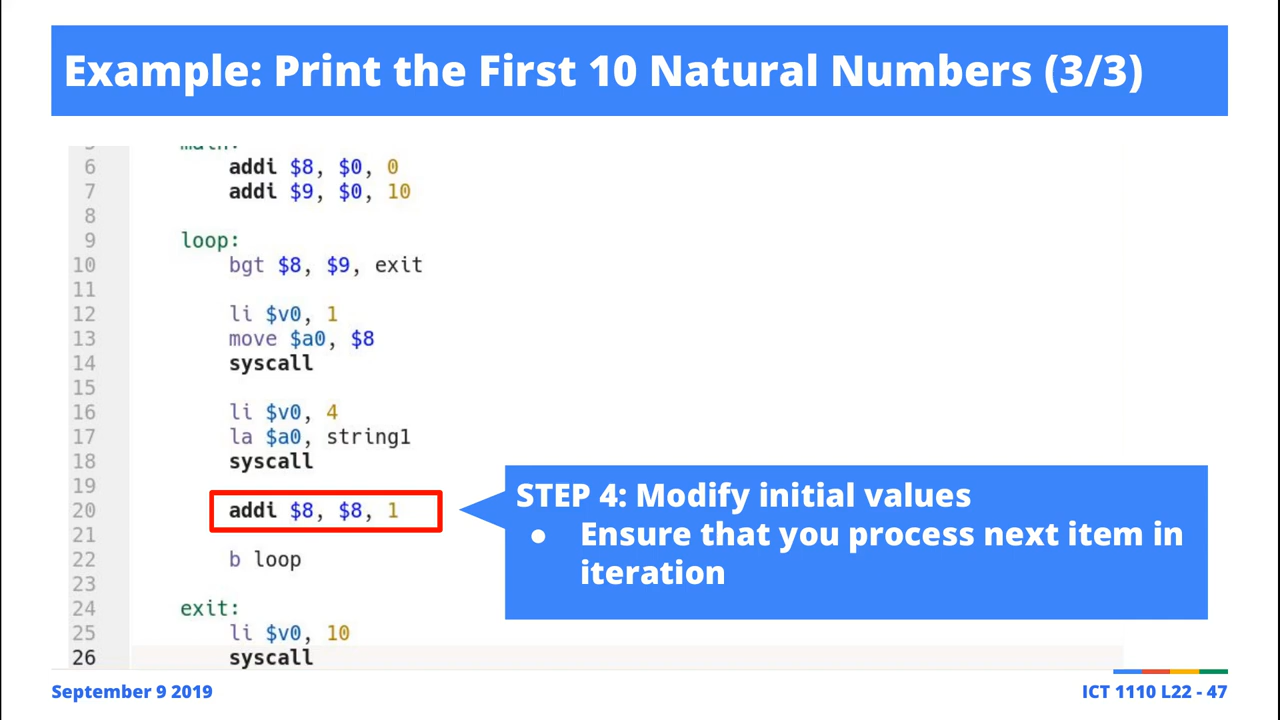 Example: Print the First 10 Natural Numbers (3/3)
6 addi $8, $0, 0
7 addi $9, $0, 10
8
9 loop:
10 bgt $8, $9, exit
11
12 li $v0, 1
13 move $a0, $8
14 syscall
15
16 li $v0, 4
17 la $a0, string1
18 syscall
19
20 addi $8, $8, 1
21
22 b loop
23
24 exit:
25 li $v0, 10
26 syscall
STEP 4: Modify initial values
● Ensure that you process next item in
iteration
September 9 2019
ICT 1110 L22 - 47